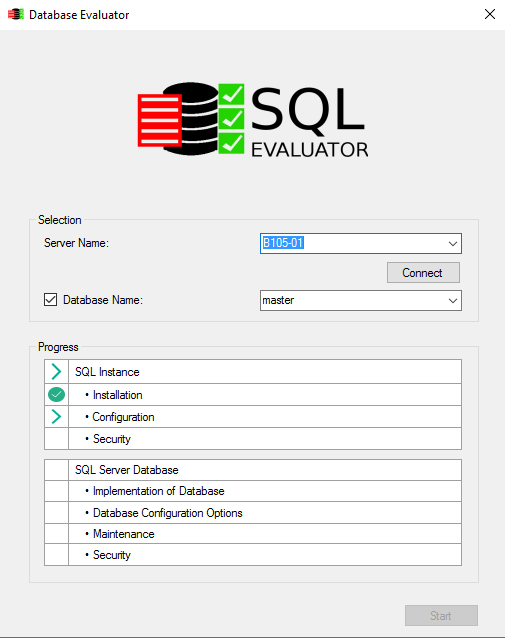 Database Evaluator
SQL
EVALUATOR
Selection
Server Name:
B105-01
Connect
Database Name:
master
Progress
SQL Instance
• Installation
• Configuration
• Security
SQL Server Database
• Implementation of Database
• Database Configuration Options
• Maintenance
• Security
Start